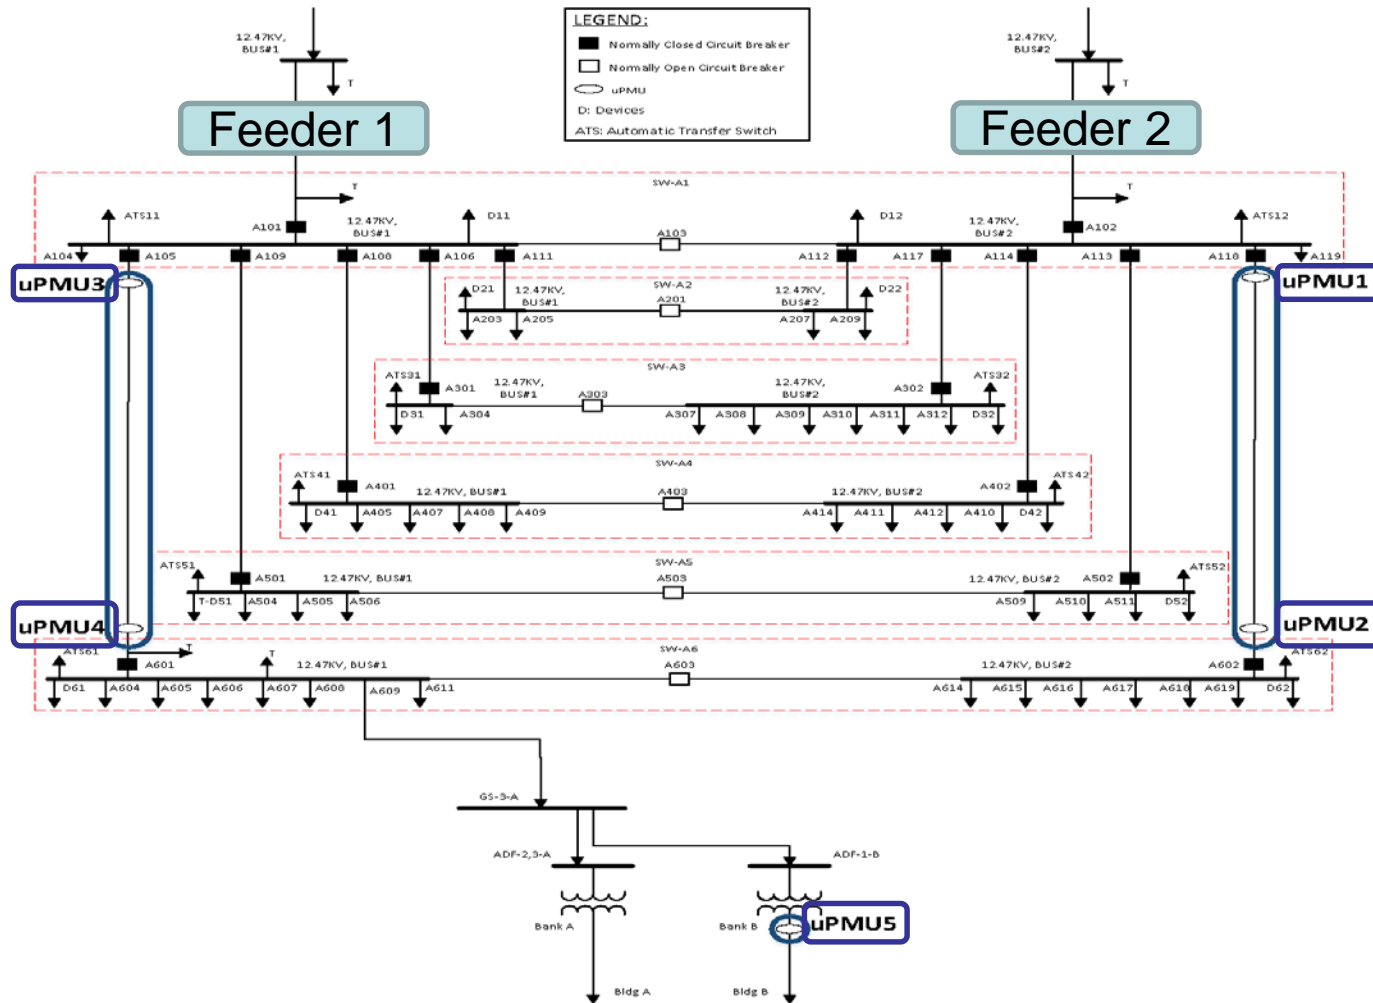 LEGEND:
Normally Closed Circuit Breaker
Normally Open Circuit Breaker
uPMU
D: Devices
ATS: Automatic Transfer Switch
12.47KV,
BUS#1
T
12.47KV,
BUS#2
T
Feeder 1
Feeder 2
SW-A1
T
T
ATS11
A101
12.47KV,
BUS#1
D11
A103
D12
12.47KV,
BUS#2
A102
ATS12
A104
A105
A109
A108
A106
A111
A112
A117
A114
A113
A118
A119
uPMU3
uPMU1
SW-A2
D21
12.47KV,
BUS#1
A201
12.47KV,
BUS#2
D22
A203
A205
A207
A209
SW-A3
ATS31
A301
12.47KV,
BUS#1
A303
12.47KV,
BUS#2
A302
ATS32
D31
A304
A307
A308
A309
A310
A311
A312
D32
SW-A4
ATS41
A401
12.47KV, BUS#1
A403
12.47KV, BUS#2
A402
ATS42
D41
A405
A407
A408
A409
A414
A411
A412
A410
D42
SW-A5
ATS51
A501
12.47KV, BUS#1
A503
12.47KV, BUS#2
A502
ATS52
T-D51
A504
A505
A506
A509
A510
A511
D52
uPMU4
uPMU2
SW-A6
ATS61
A601
T
T
12.47KV, BUS#1
A603
12.47KV, BUS#2
A602
ATS62
D61
A604
A605
A606
A607
A608
A609
A611
A614
A615
A616
A617
A618
A619
D62
GS-3-A
ADF-2,3-A
ADF-1-B
Bank A
Bank B
uPMU5
Bldg A
Bldg B